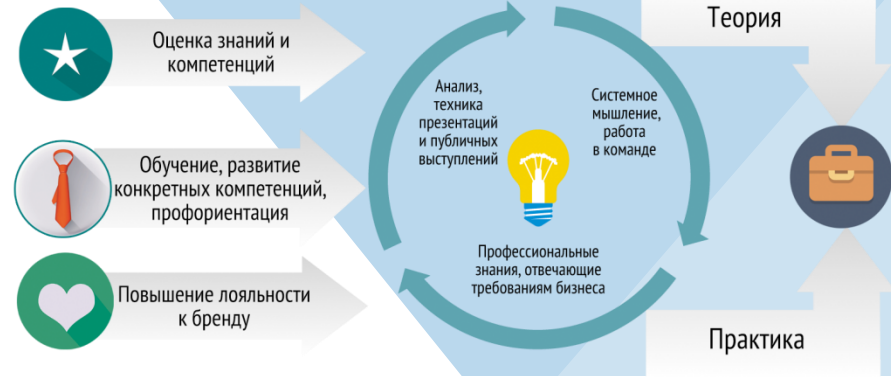 Оценка знаний и
компетенций
Обучение, развитие
конкретных компетенций,
профориентация
Повышение лояльности
к бренду
Анализ,
техника
презентаций
и публичных
выступлений
Системное
мышление,
работа
в команде
Профессиональные
знания, отвечающие
требованиям бизнеса
Теория
Практика